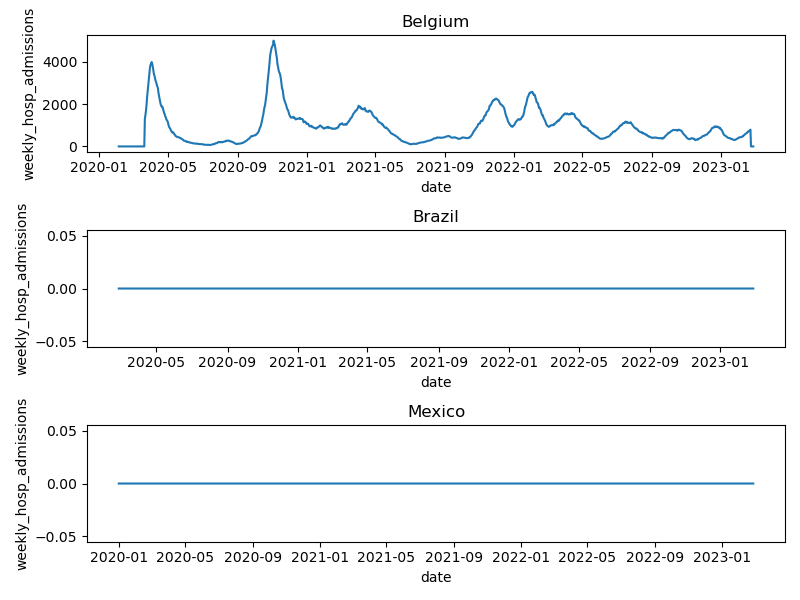 Belgium
weekly_hosp_admissions
4000
2000
0
2020-01 2020-05 2020-09 2021-01 2021-05 2021-09 2022-01 2022-05 2022-09 2023-01
date
Brazil
weekly_hosp_admissions
0.05
0.00
−0.05
2020-05 2020-09 2021-01 2021-05 2021-09 2022-01 2022-05 2022-09 2023-01
date
Mexico
weekly_hosp_admissions
0.05
0.00
−0.05
2020-01 2020-05 2020-09 2021-01 2021-05 2021-09 2022-01 2022-05 2022-09 2023-01
date